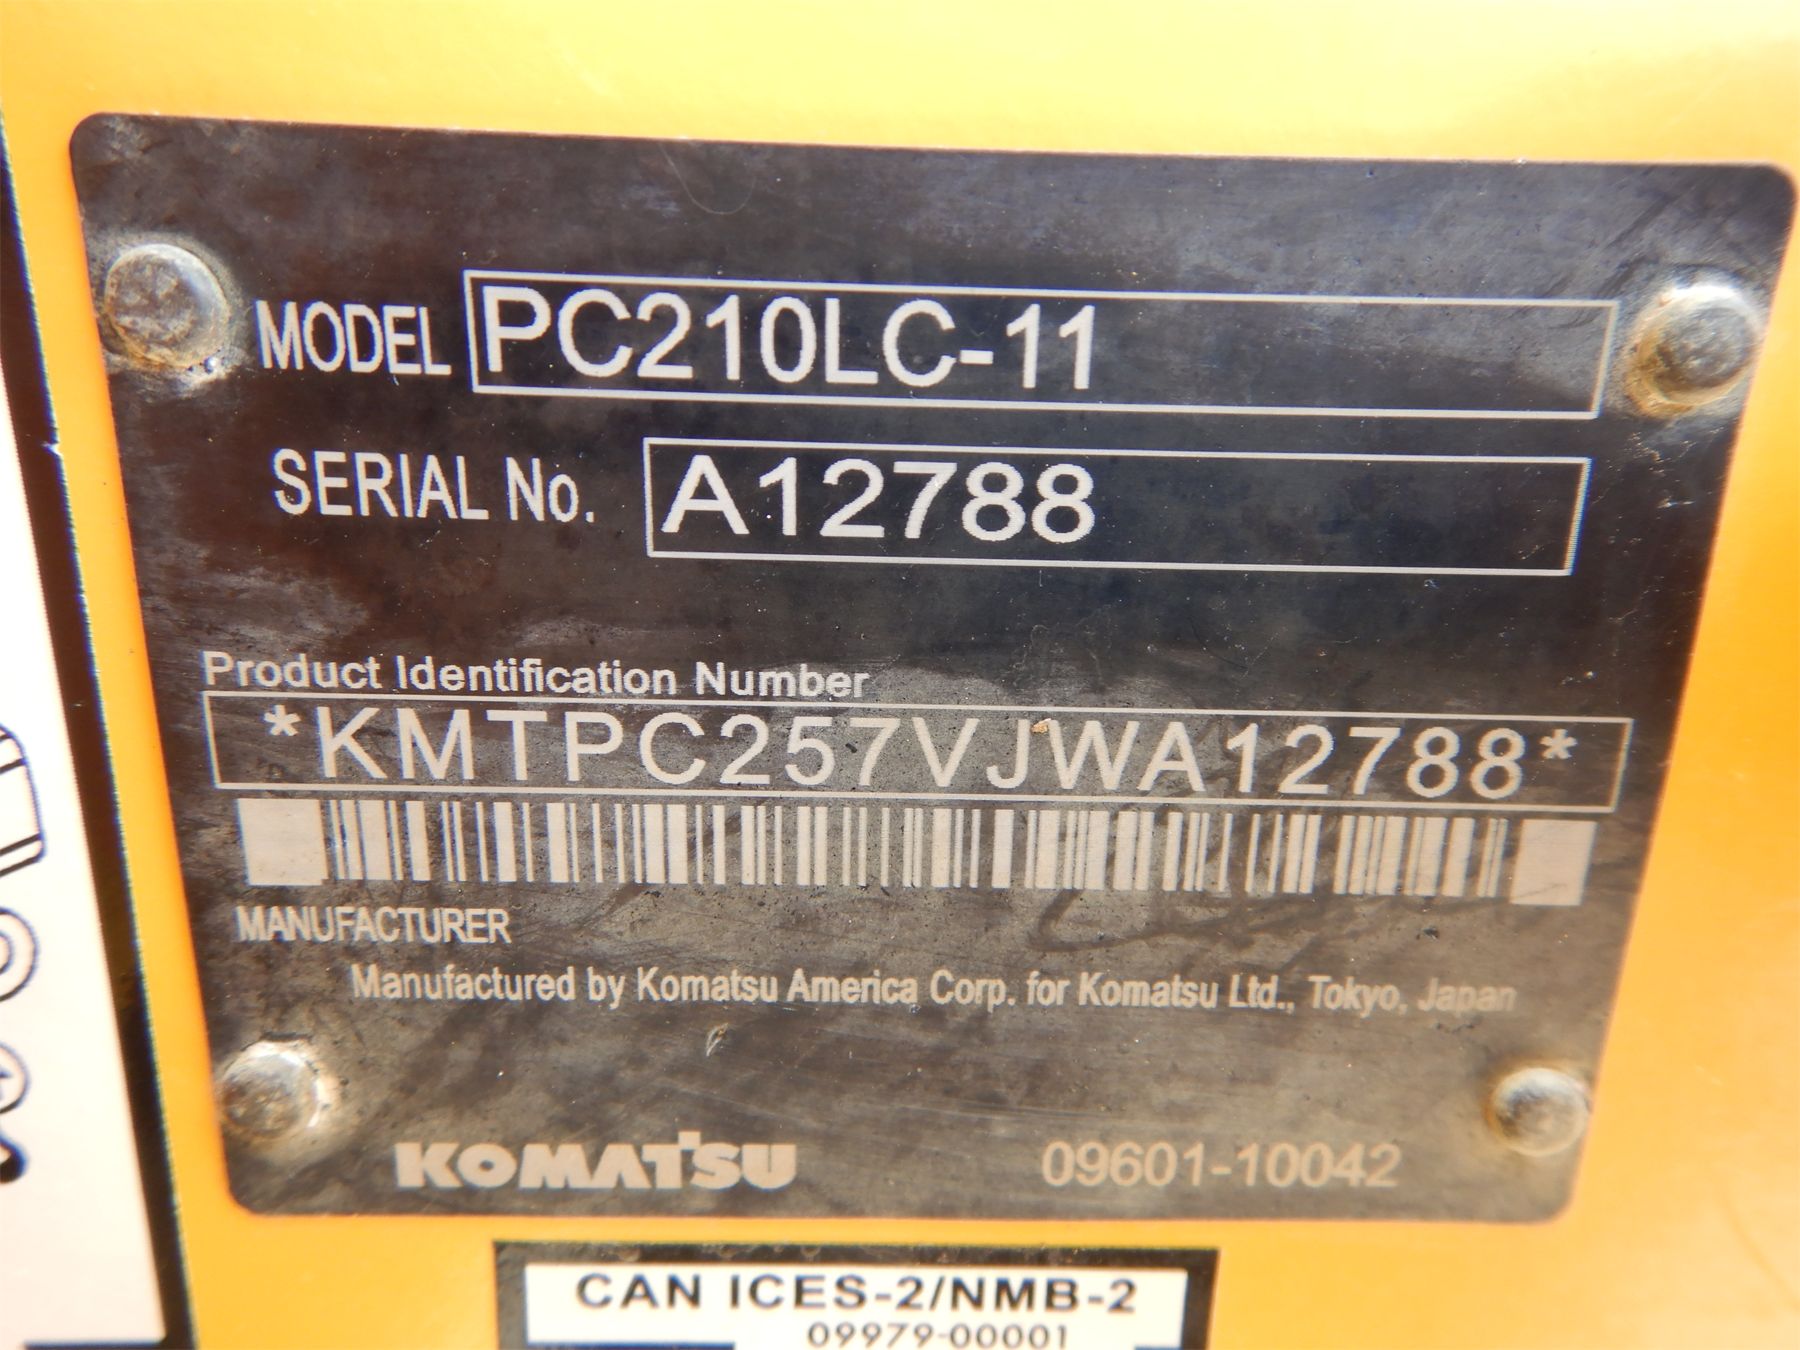 MODEL PC210LC-11
SERIAL No. A12788
Product Identification Number
*KMTPC257VJWA12788*
MANUFACTURER
Manufactured by Komatsu America Corp. for Komatsu Ltd., Tokyo, Japan
KOMATSU 09601-10042
CAN ICES-2/NMB-2
09979-00001